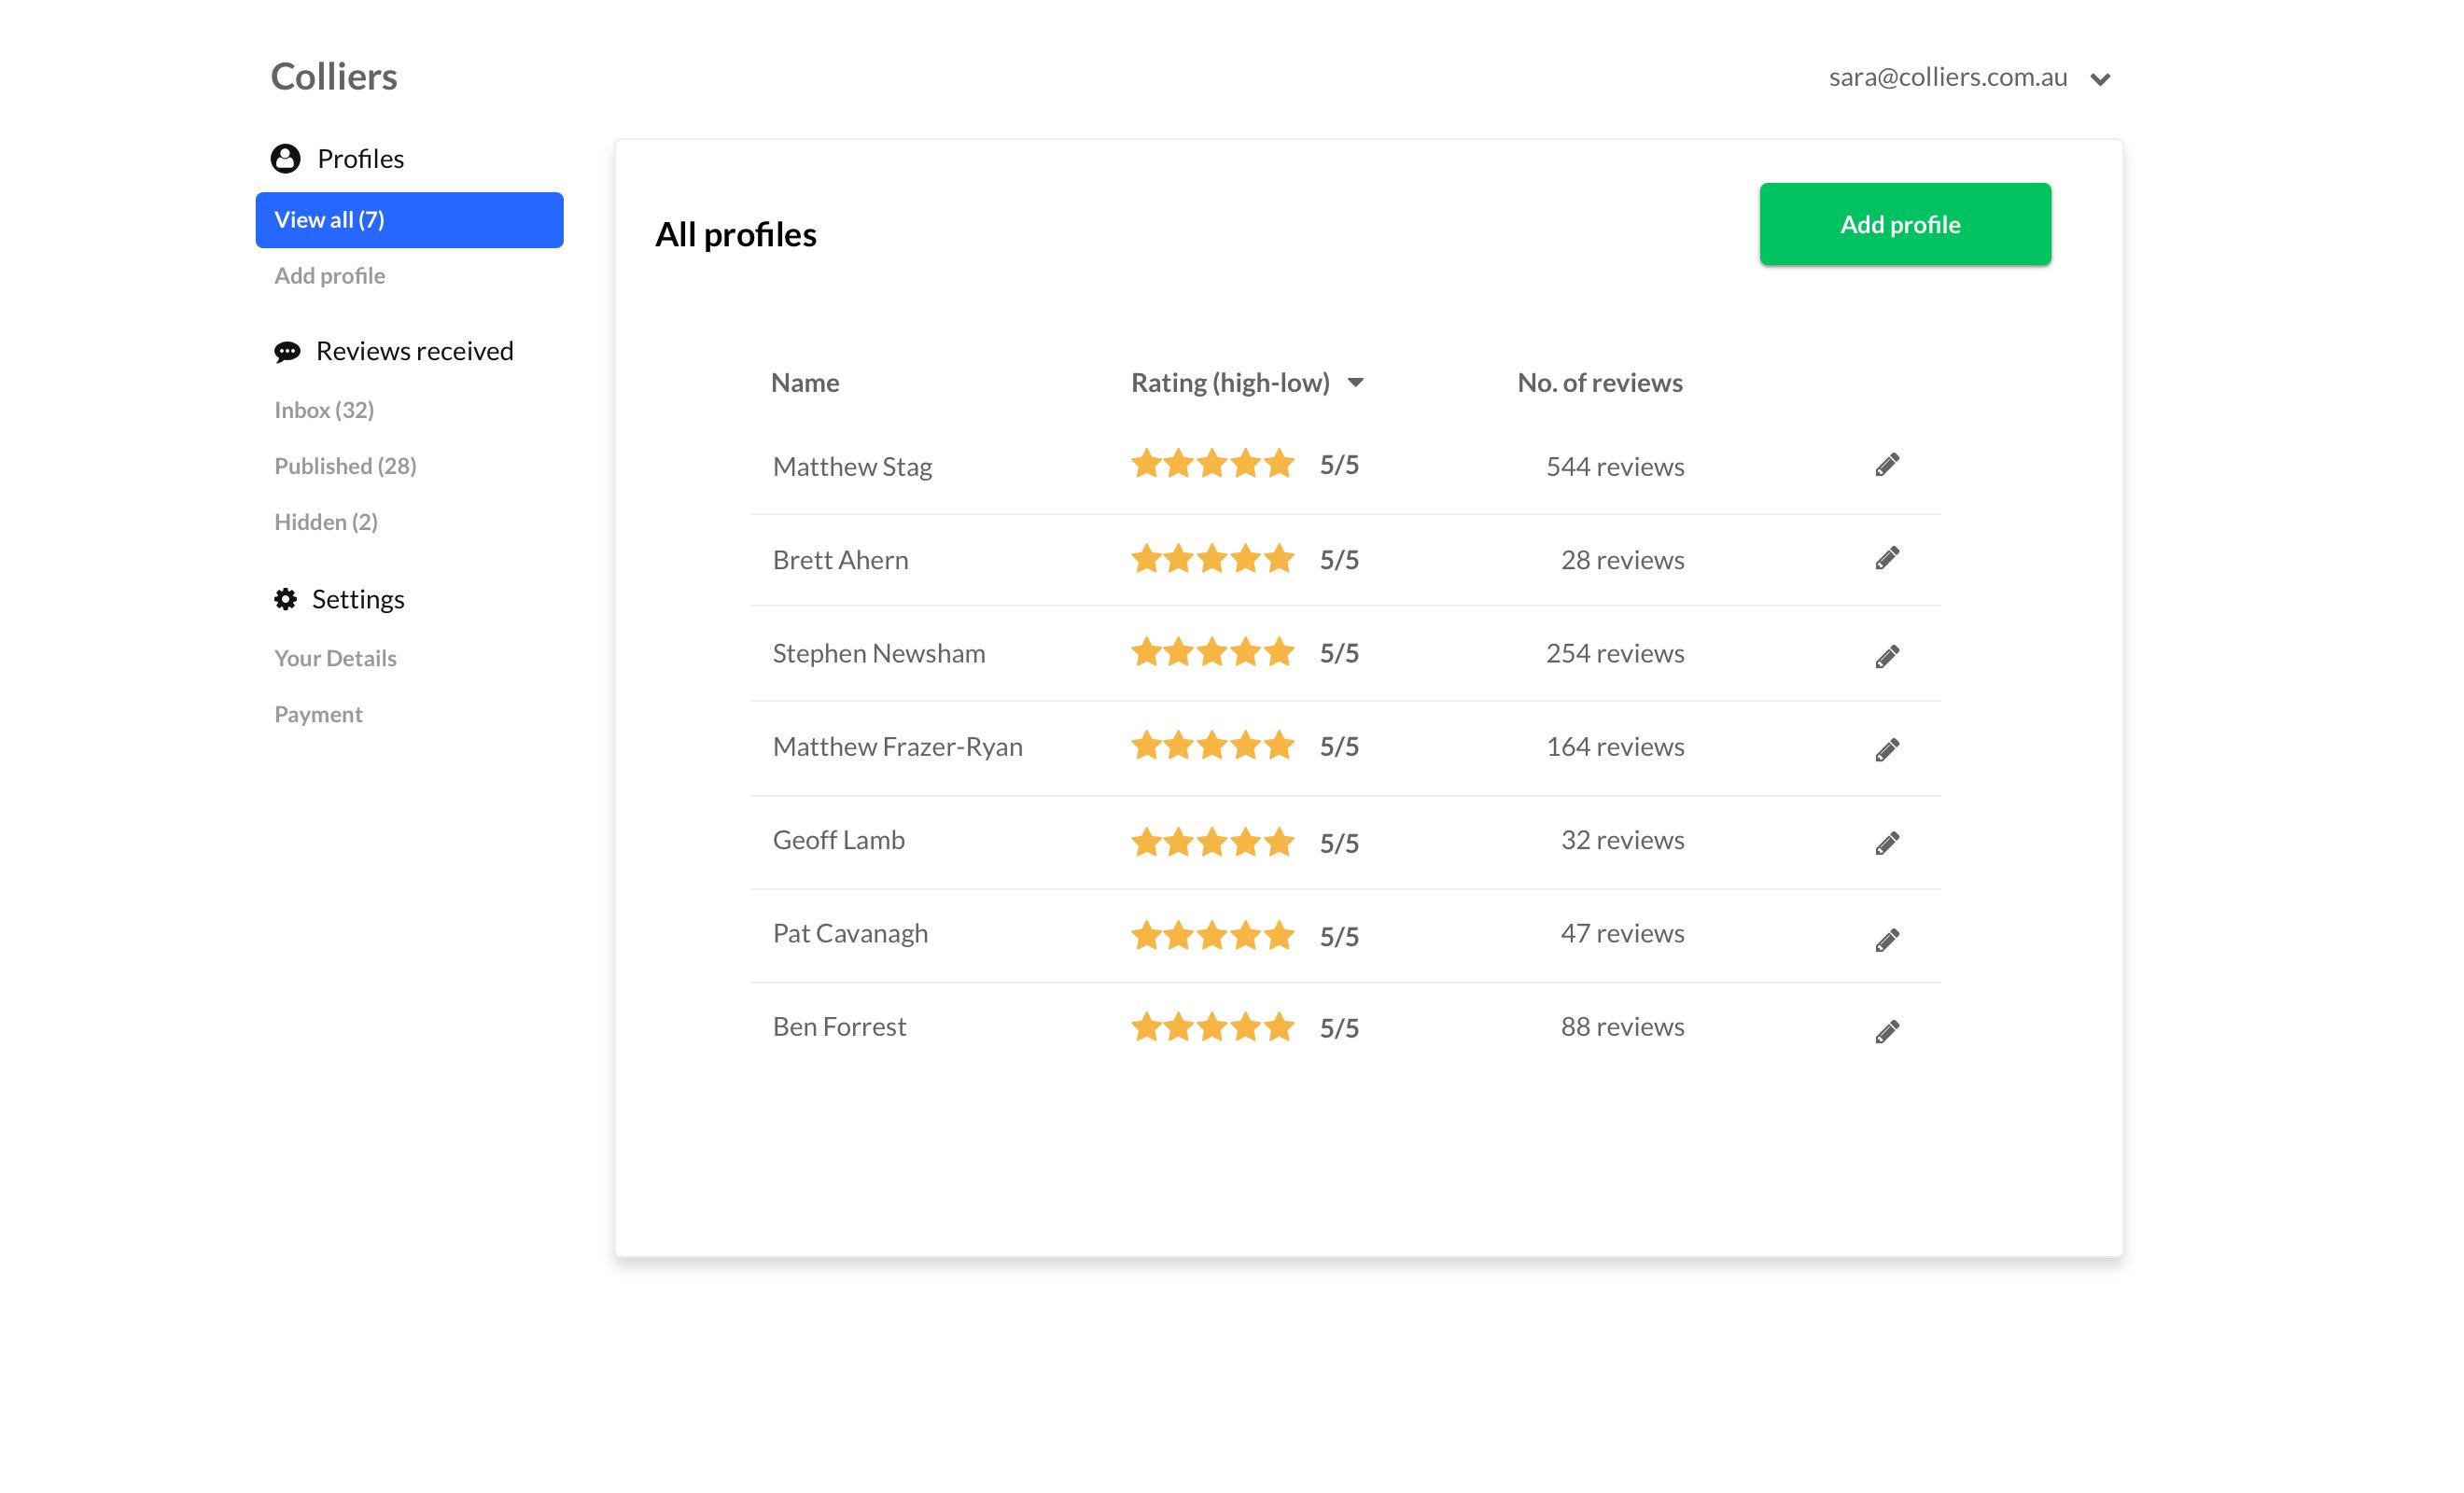 Colliers
sara@colliers.com.au
Profiles
View all (7)
Add profile
Reviews received
Inbox (32)
Published (28)
Hidden (2)
Settings
Your Details
Payment
All profiles
Add profile
Name Rating (high-low) No. of reviews
Matthew Stag 5/5 544 reviews
Brett Ahern 5/5 28 reviews
Stephen Newsham 5/5 254 reviews
Matthew Frazer-Ryan 5/5 164 reviews
Geoff Lamb 5/5 32 reviews
Pat Cavanagh 5/5 47 reviews
Ben Forrest 5/5 88 reviews